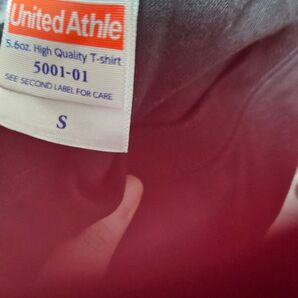 United Athle
5.6oz. High Quality T-shirt
5001-01
SEE SECOND LABEL FOR CARE
S